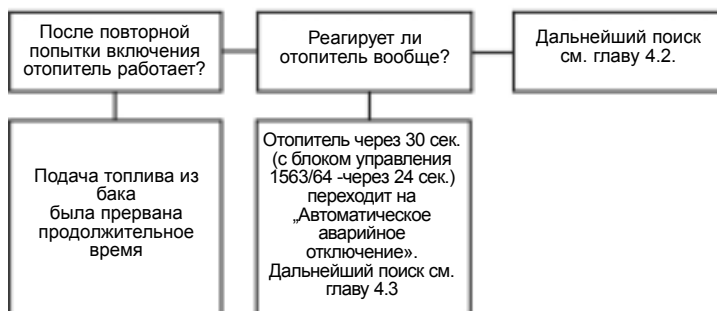 После повторной
попытки включения
отопитель работает?
Реагирует ли
отопитель вообще?
Дальнейший поиск
см. главу 4.2.
Подача топлива из
бака
была прервана
продолжительное
время
Отопитель через 30 сек.
(с блоком управления
1563/64 -через 24 сек.)
переходит на
„Автоматическое
аварийное
отключение».
Дальнейший поиск см.
главу 4.3